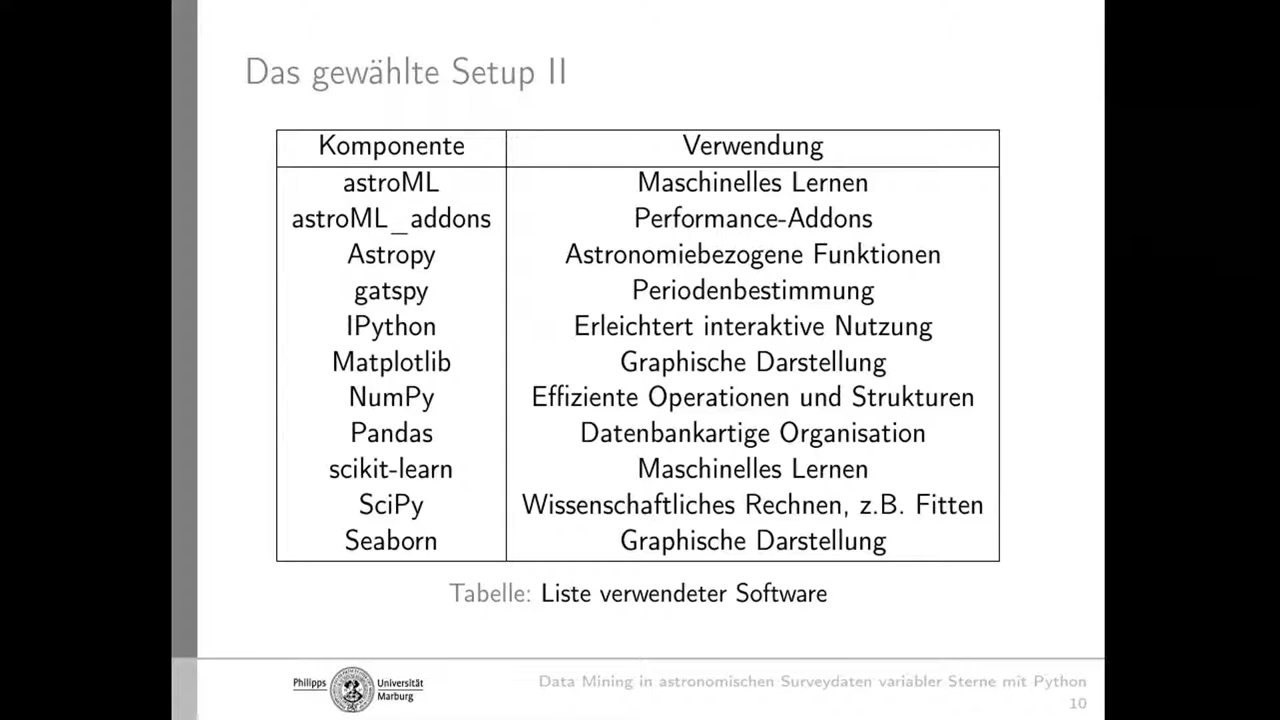 Das gewählte Setup II
Komponente Verwendung
astroML Maschinelles Lernen
astroML_addons Performance-Addons
Astropy Astronomiebezogene Funktionen
gatspy Periodenbestimmung
IPython Erleichtert interaktive Nutzung
Matplotlib Graphische Darstellung
NumPy Effiziente Operationen und Strukturen
Pandas Datenbankartige Organisation
scikit-learn Maschinelles Lernen
SciPy Wissenschaftliches Rechnen, z.B. Fitten
Seaborn Graphische Darstellung
Tabelle: Liste verwendeter Software
Philipps Universität
Marburg
Data Mining in astronomischen Surveydaten variabler Sterne mit Python
10